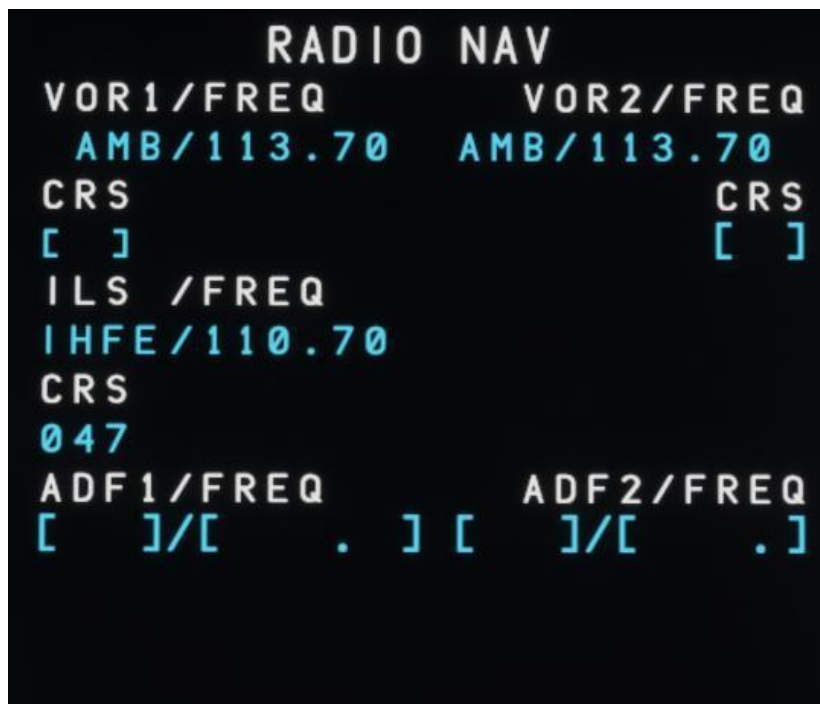 RADIO NAV
VOR1/FREQ VOR2/FREQ
AMB/113.70 AMB/113.70
CRS CRS
[ ] [ ]
ILS /FREQ
IHFE/110.70
CRS
047
ADF1/FREQ ADF2/FREQ
[ ]/[ . ] [ ]/[ . ]